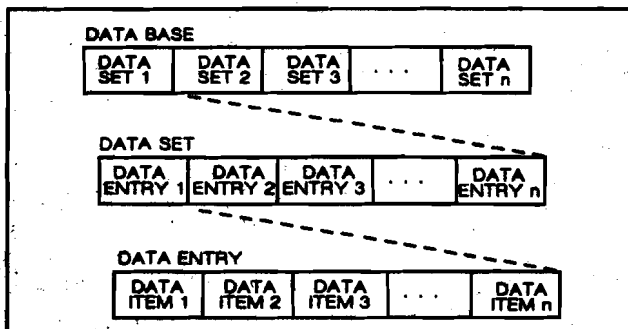 DATA BASE
DATA DATA DATA . . . DATA
SET 1 SET 2 SET 3 SET n
DATA SET
DATA DATA DATA . . . DATA
ENTRY 1 ENTRY 2 ENTRY 3 ENTRY n
DATA ENTRY
DATA DATA DATA . . . DATA
ITEM 1 ITEM 2 ITEM 3 ITEM n